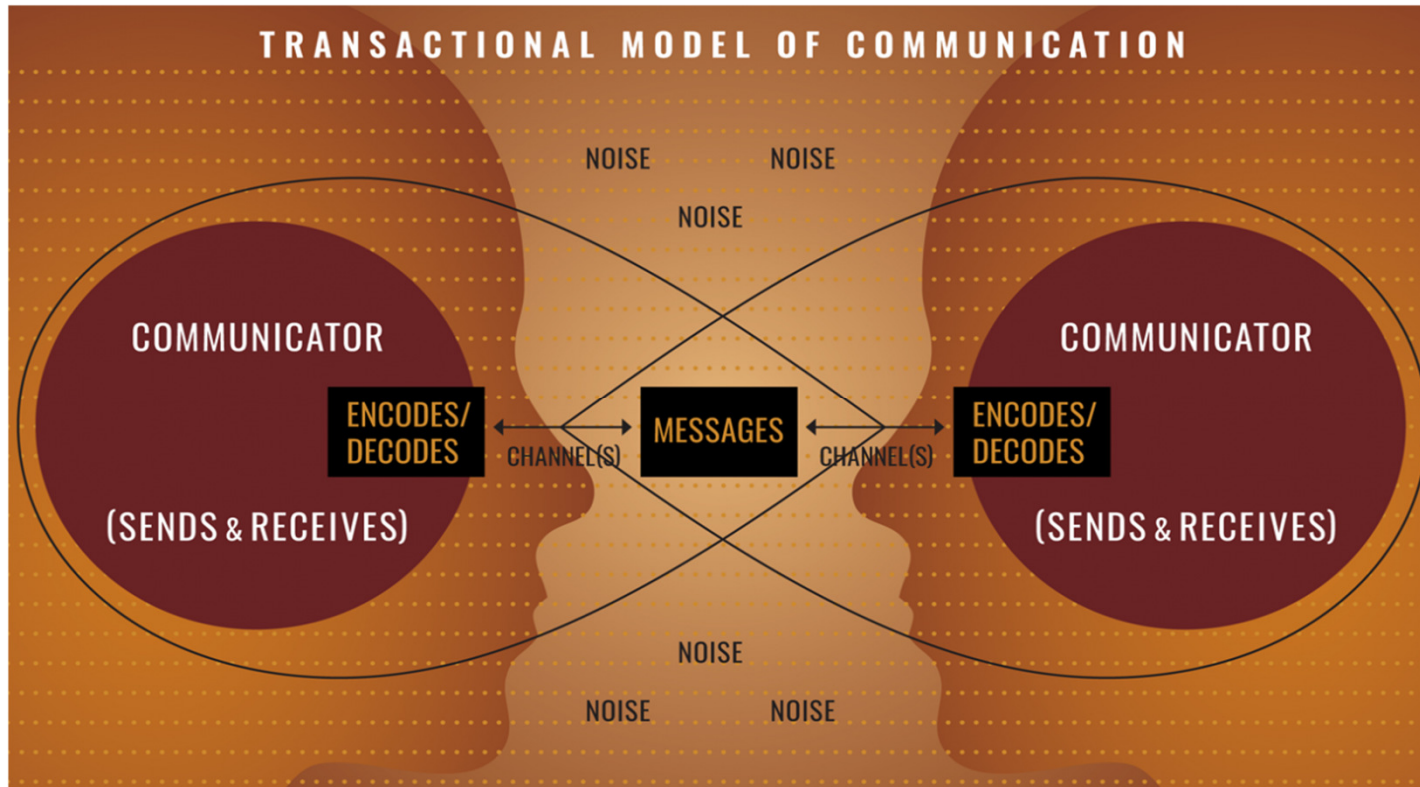 TRANSACTIONAL MODEL OF COMMUNICATION
NOISE NOISE
NOISE
COMMUNICATOR
ENCODES/
DECODES
(SENDS & RECEIVES)
CHANNEL(S)
MESSAGES
CHANNEL(S)
COMMUNICATOR
ENCODES/
DECODES
(SENDS & RECEIVES)
NOISE
NOISE NOISE